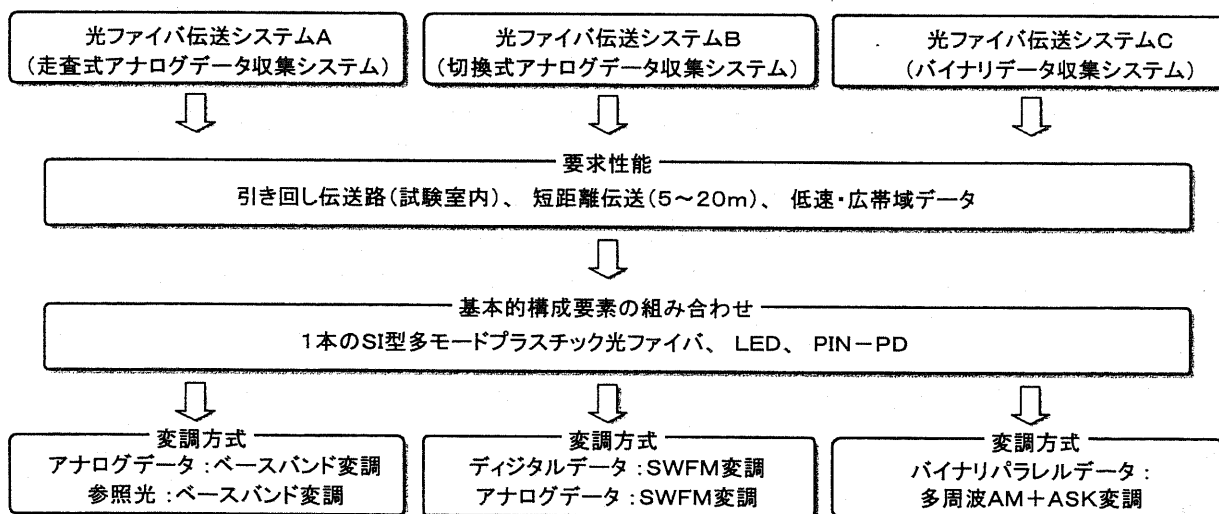 光ファイバ伝送システムA
(走査式アナログデータ収集システム)
光ファイバ伝送システムB
(切換式アナログデータ収集システム)
光ファイバ伝送システムC
(バイナリデータ収集システム)
要求性能
引き回し伝送路(試験室内)、 短距離伝送(5～20m)、 低速・広帯域データ
基本的構成要素の組み合わせ
1本のSI型多モードプラスチック光ファイバ、 LED、 PIN－PD
変調方式
アナログデータ：ベースバンド変調
参照光：ベースバンド変調
変調方式
ディジタルデータ：SWFM変調
アナログデータ：SWFM変調
変調方式
バイナリパラレルデータ：
多周波AM＋ASK変調